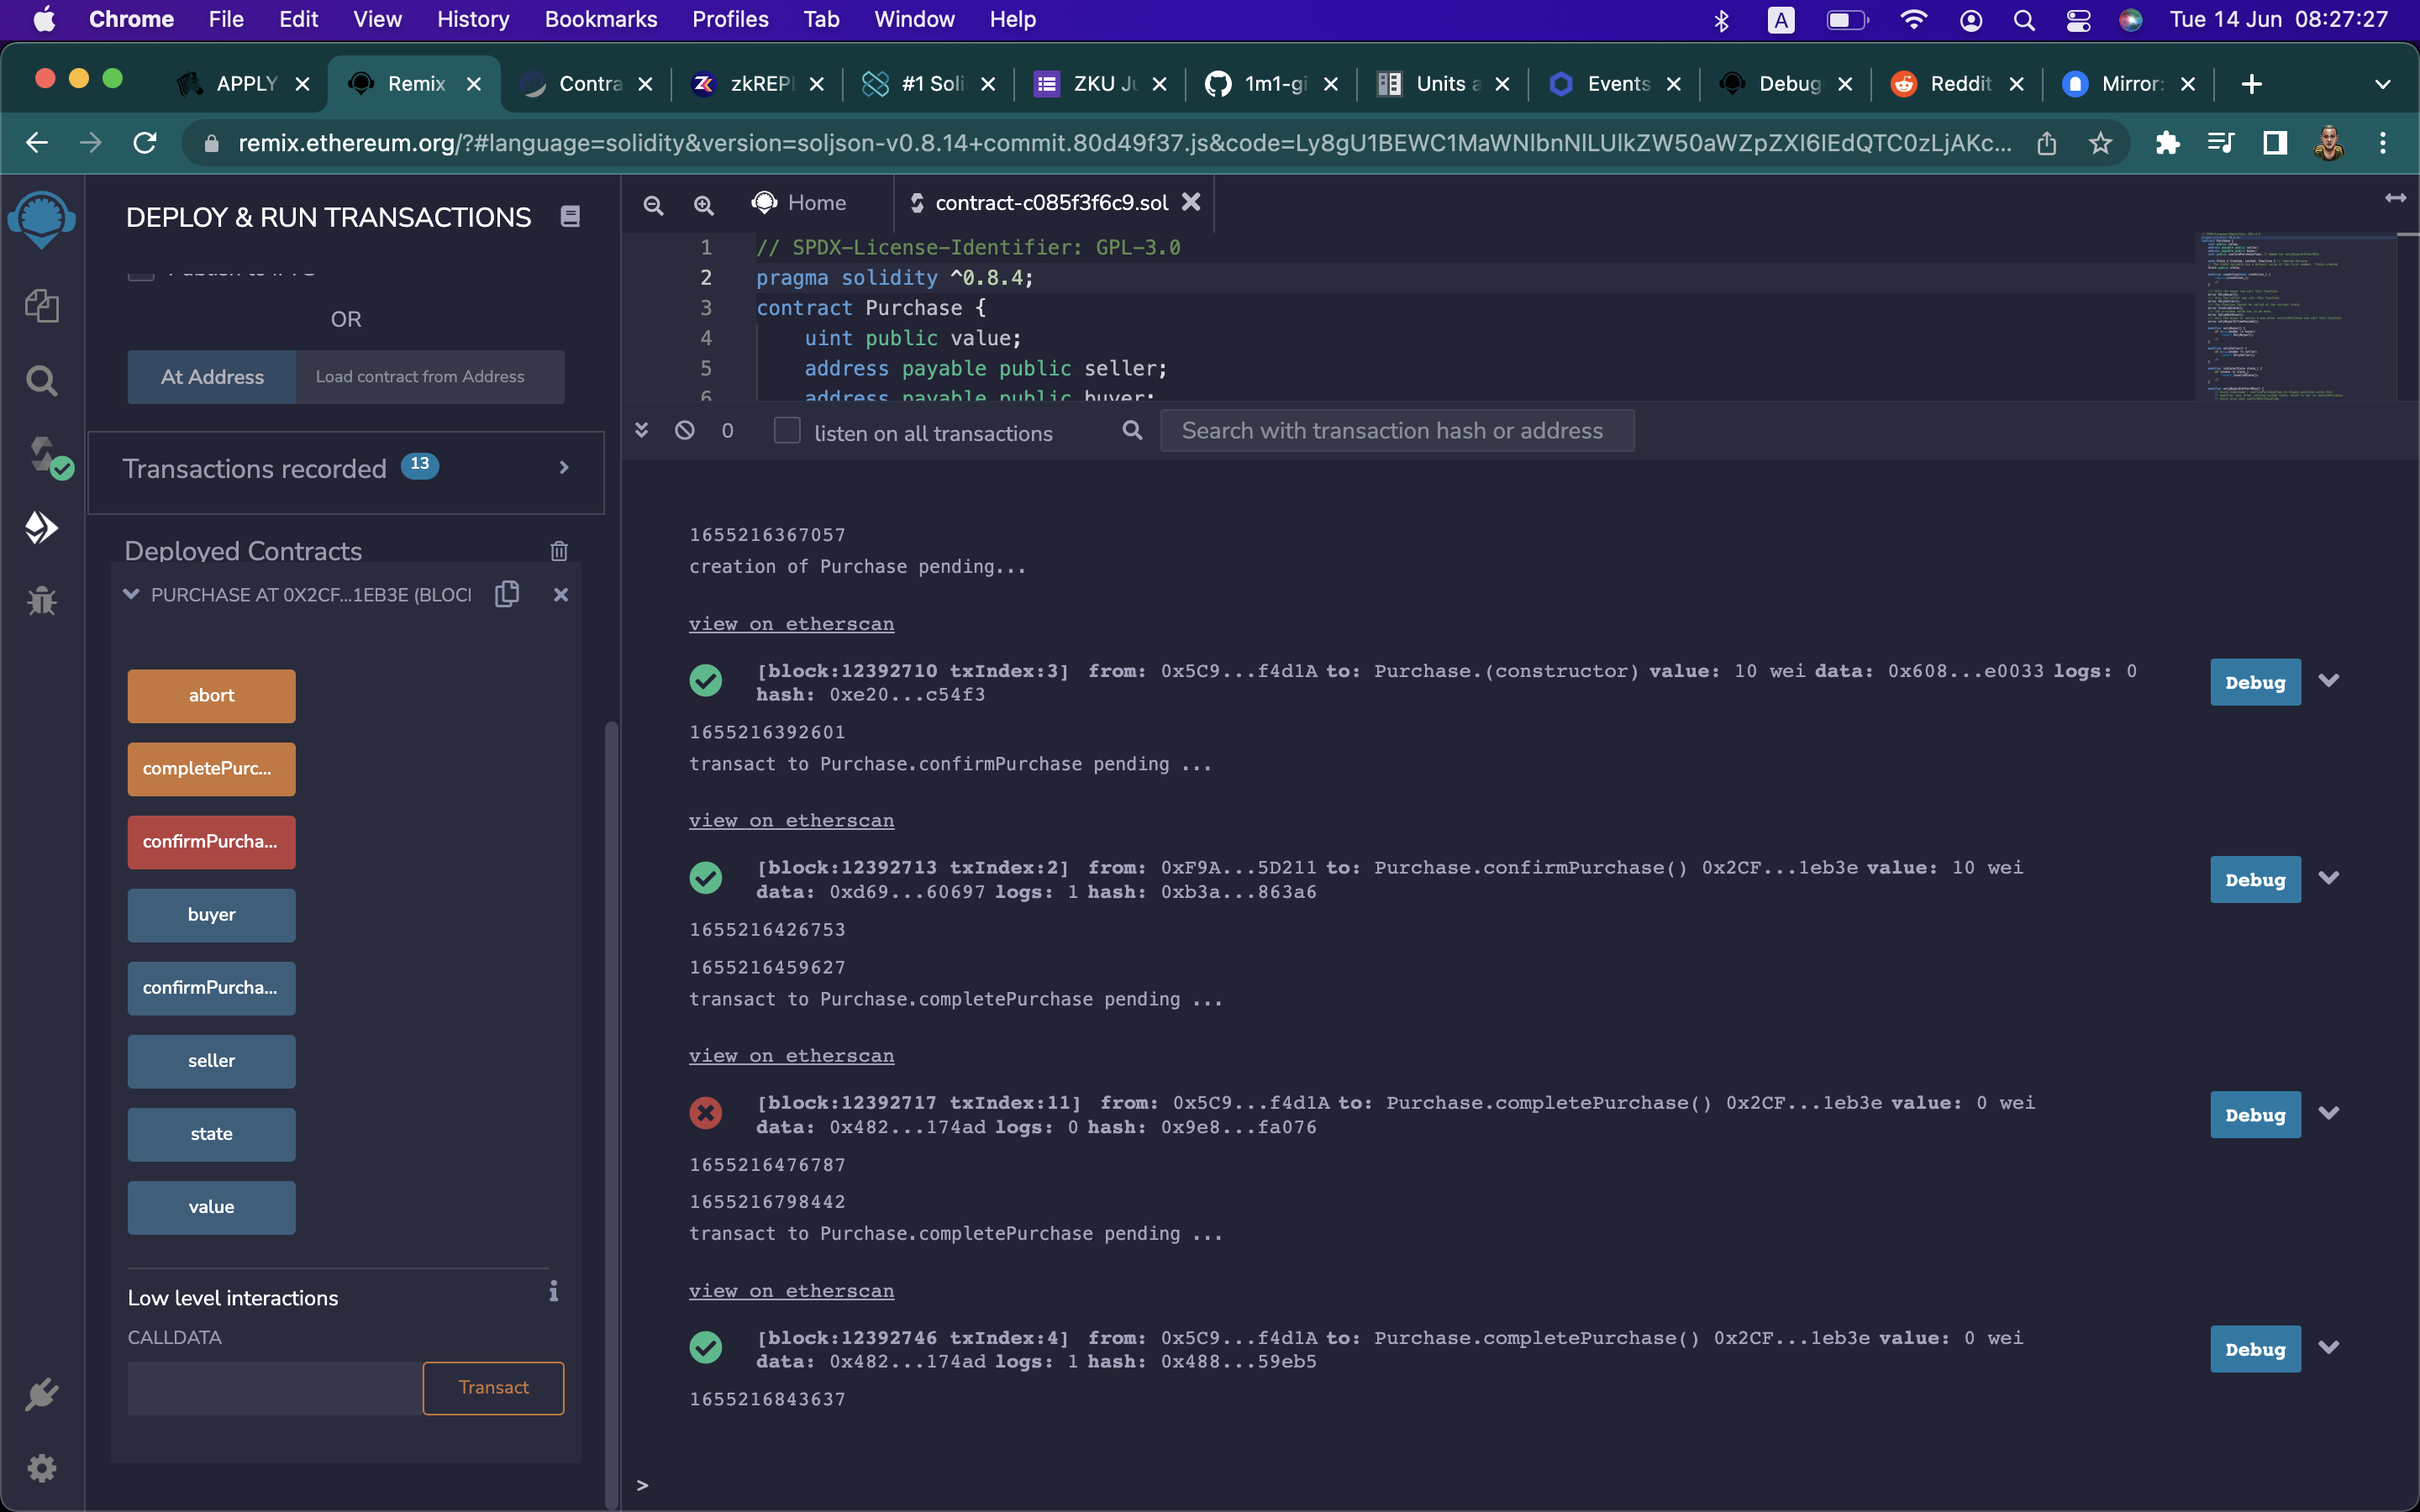 Chrome File Edit View History Bookmarks Profiles Tab Window Help A Tue 14 Jun 08:27:27
APPLY Remix Contra zkREPL #1 Soli ZKU Ju 1m1-gi Units a Events Debug Reddit Mirror:
remix.ethereum.org/?#language=solidity&version=soljson-v0.8.14+commit.80d49f37.js&code=Ly8gU1BEWC1MaWNlbnNlLUlkZW50aWZpZXI6IEdQTC0zLjAKc...
DEPLOY & RUN TRANSACTIONS
OR
At Address Load contract from Address
Transactions recorded 13
Deployed Contracts
PURCHASE AT 0X2CF...1EB3E (BLOCI
abort
completePurc...
confirmPurcha...
buyer
confirmPurcha...
seller
state
value
Low level interactions i
CALLDATA
Transact
Home contract-c085f3f6c9.sol
1 // SPDX-License-Identifier: GPL-3.0
2 pragma solidity ^0.8.4;
3 contract Purchase {
4 uint public value;
5 address payable public seller;
6 address payable public buyer;
0 listen on all transactions Search with transaction hash or address
1655216367057
creation of Purchase pending...
view on etherscan
[block:12392710 txIndex:3] from: 0x5C9...f4d1A to: Purchase.(constructor) value: 10 wei data: 0x608...e0033 logs: 0
hash: 0xe20...c54f3
Debug
1655216392601
transact to Purchase.confirmPurchase pending ...
view on etherscan
[block:12392713 txIndex:2] from: 0xF9A...5D211 to: Purchase.confirmPurchase() 0x2CF...1eb3e value: 10 wei
data: 0xd69...60697 logs: 1 hash: 0xb3a...863a6
Debug
1655216426753
1655216459627
transact to Purchase.completePurchase pending ...
view on etherscan
[block:12392717 txIndex:11] from: 0x5C9...f4d1A to: Purchase.completePurchase() 0x2CF...1eb3e value: 0 wei
data: 0x482...174ad logs: 0 hash: 0x9e8...fa076
Debug
1655216476787
1655216798442
transact to Purchase.completePurchase pending ...
view on etherscan
[block:12392746 txIndex:4] from: 0x5C9...f4d1A to: Purchase.completePurchase() 0x2CF...1eb3e value: 0 wei
data: 0x482...174ad logs: 1 hash: 0x488...59eb5
Debug
1655216843637
>